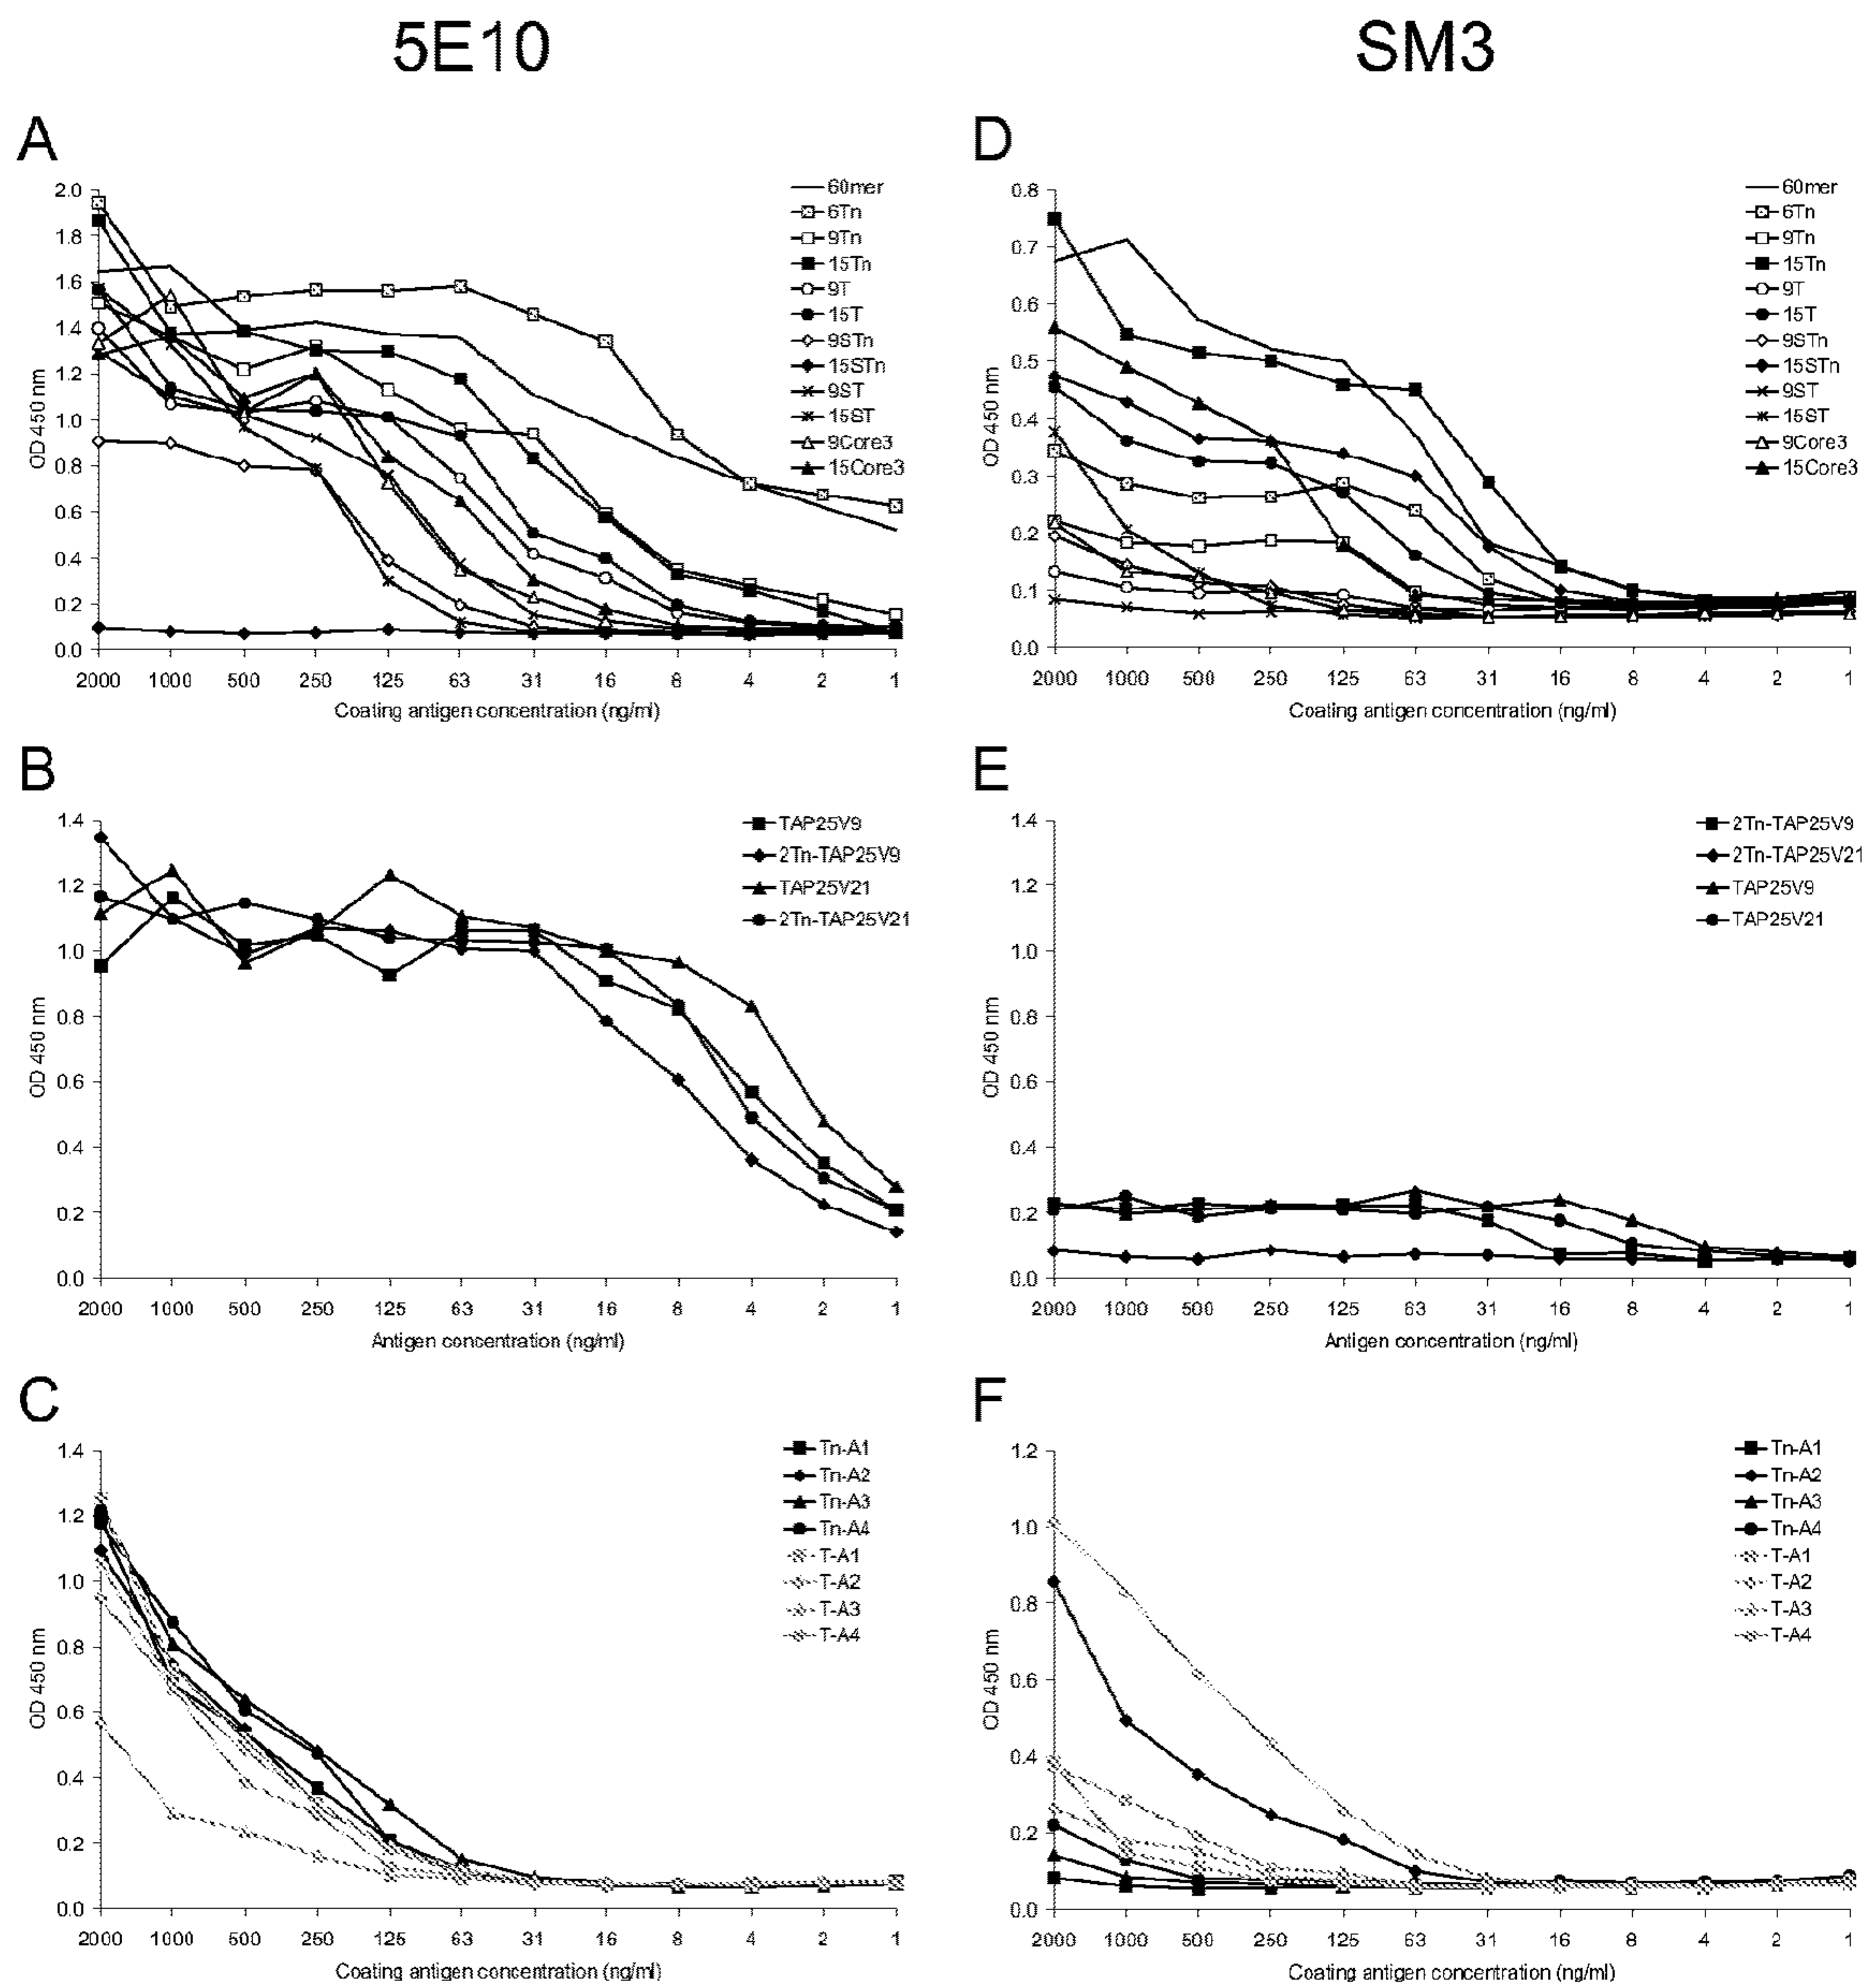 5E10
SM3
A
2.0
1.8
1.6
1.4
1.2
1.0
0.8
0.6
0.4
0.2
0.0
OD 450 nm
2000 1000 500 250 125 63 31 16 8 4 2 1
Coating antigen concentration (ng/ml)
60mer
6Tn
9Tn
15Tn
9T
15T
9STn
15STn
9ST
15ST
9Core3
15Core3
D
0.8
0.7
0.6
0.5
0.4
0.3
0.2
0.1
0.0
OD 450 nm
2000 1000 500 250 125 63 31 16 8 4 2 1
Coating antigen concentration (ng/ml)
60mer
6Tn
9Tn
15Tn
9T
15T
9STn
15STn
9ST
15ST
9Core3
15Core3
B
1.4
1.2
1.0
0.8
0.6
0.4
0.2
0.0
OD 450 nm
2000 1000 500 250 125 63 31 16 8 4 2 1
Antigen concentration (ng/ml)
TAP25V9
2Tn-TAP25V9
TAP25V21
2Tn-TAP25V21
E
1.4
1.2
1.0
0.8
0.6
0.4
0.2
0.0
OD 450 nm
2000 1000 500 250 125 63 31 16 8 4 2 1
Antigen concentration (ng/ml)
2Tn-TAP25V9
2Tn-TAP25V21
TAP25V9
TAP25V21
C
1.4
1.2
1.0
0.8
0.6
0.4
0.2
0.0
OD 450 nm
2000 1000 500 250 125 63 31 16 8 4 2 1
Coating antigen concentration (ng/ml)
Tn-A1
Tn-A2
Tn-A3
Tn-A4
T-A1
T-A2
T-A3
T-A4
F
1.2
1.0
0.8
0.6
0.4
0.2
0.0
OD 450 nm
2000 1000 500 250 125 63 31 16 8 4 2 1
Coating antigen concentration (ng/ml)
Tn-A1
Tn-A2
Tn-A3
Tn-A4
T-A1
T-A2
T-A3
T-A4